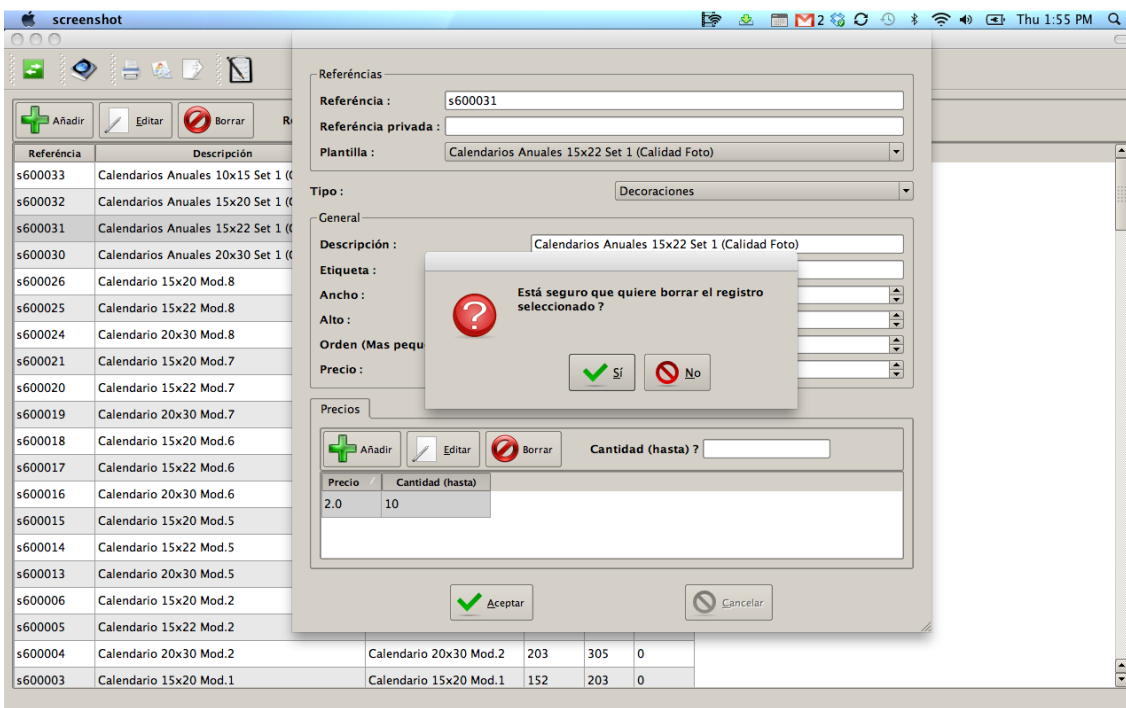 screenshot
2
Thu 1:55 PM
Añadir
Editar
Borrar
Referéncia Descripción
s600033 Calendarios Anuales 10x15 Set 1
s600032 Calendarios Anuales 15x20 Set 1
s600031 Calendarios Anuales 15x22 Set 1
s600030 Calendarios Anuales 20x30 Set 1
s600026 Calendario 15x20 Mod.8
s600025 Calendario 15x22 Mod.8
s600024 Calendario 20x30 Mod.8
s600021 Calendario 15x20 Mod.7
s600020 Calendario 15x22 Mod.7
s600019 Calendario 20x30 Mod.7
s600018 Calendario 15x20 Mod.6
s600017 Calendario 15x22 Mod.6
s600016 Calendario 20x30 Mod.6
s600015 Calendario 15x20 Mod.5
s600014 Calendario 15x22 Mod.5
s600013 Calendario 20x30 Mod.5
s600006 Calendario 15x20 Mod.2
s600005 Calendario 15x22 Mod.2
s600004 Calendario 20x30 Mod.2 Calendario 20x30 Mod.2 203 305 0
s600003 Calendario 15x20 Mod.1 Calendario 15x20 Mod.1 152 203 0
Referéncias
Referéncia : s600031
Referéncia privada :
Plantilla : Calendarios Anuales 15x22 Set 1 (Calidad Foto)
Tipo : Decoraciones
General
Descripción : Calendarios Anuales 15x22 Set 1 (Calidad Foto)
Etiqueta :
Ancho :
Alto :
Orden (Mas pequ
Precio :
Está seguro que quiere borrar el registro
seleccionado ?
Sí
No
Precios
Añadir
Editar
Borrar
Cantidad (hasta) ?
Precio Cantidad (hasta)
2.0 10
Aceptar
Cancelar